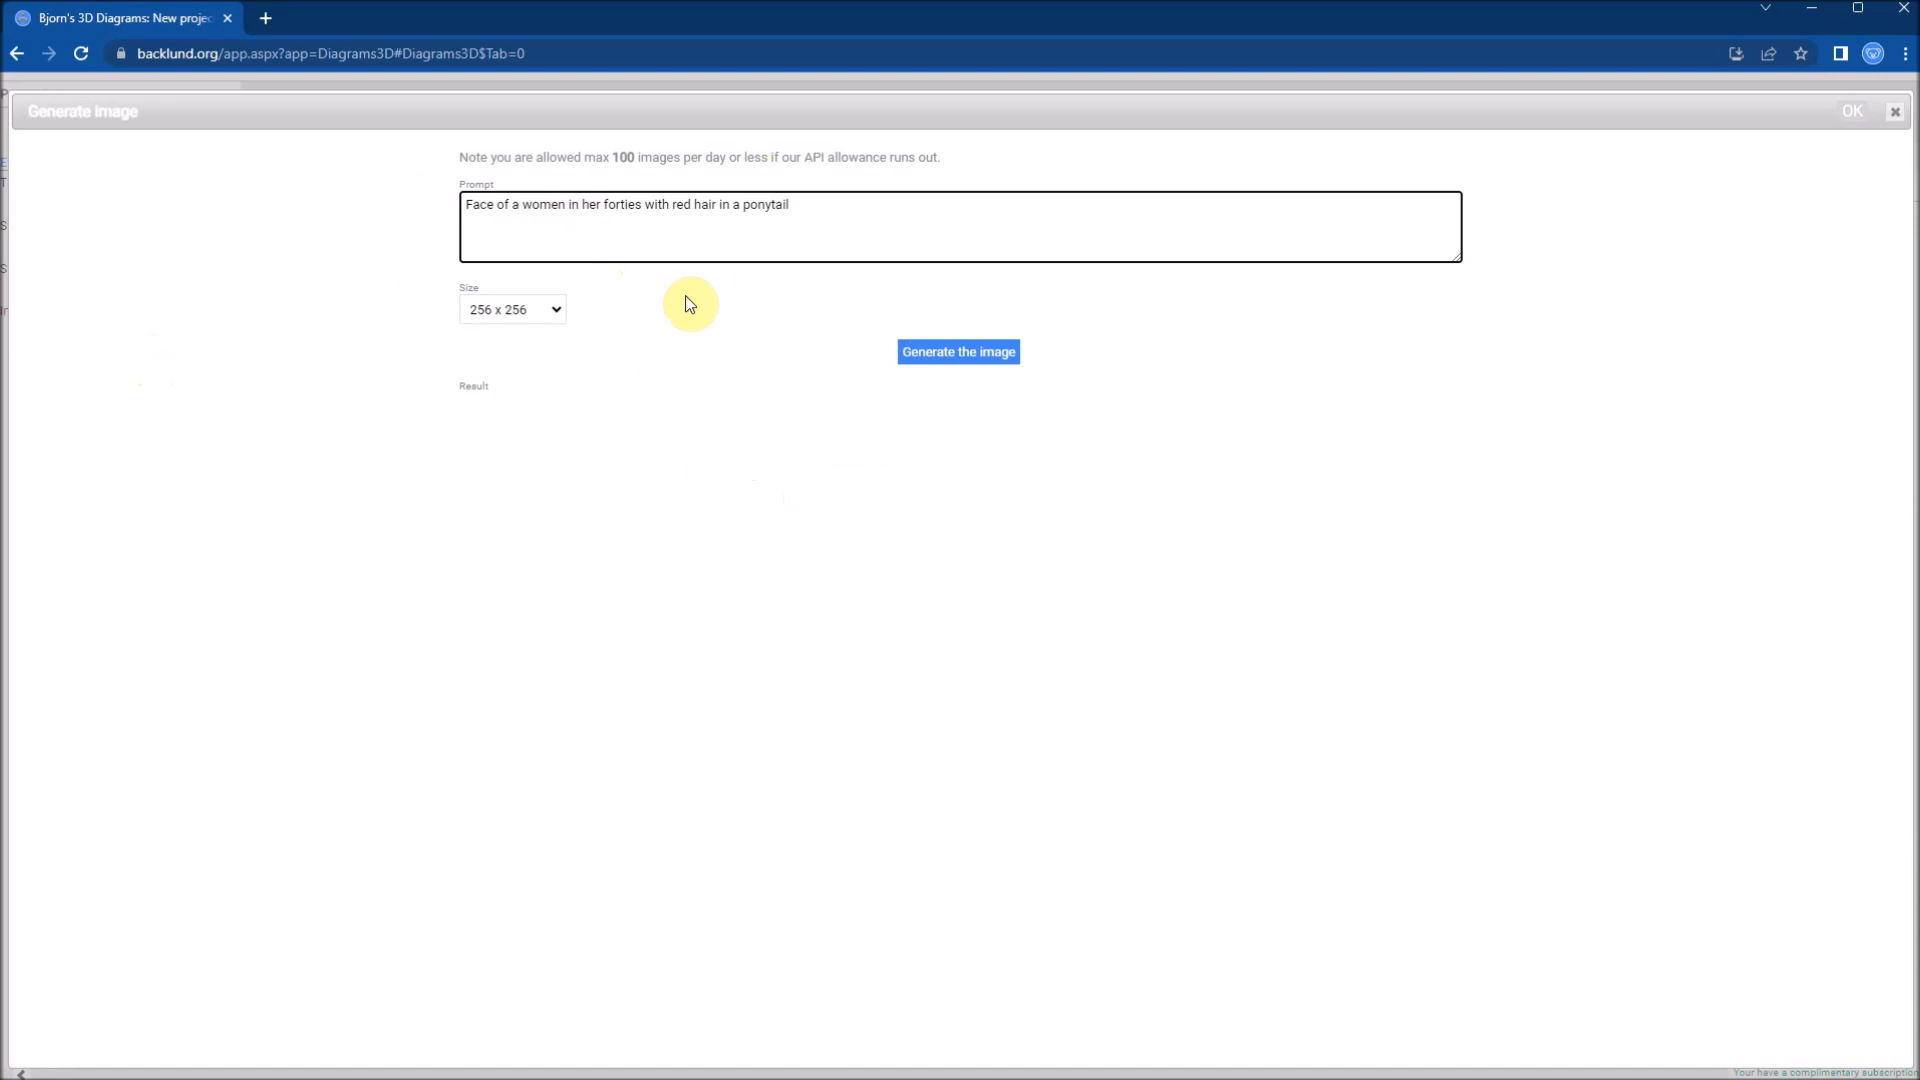 Bjorn's 3D Diagrams: New projec
backlund.org/app.aspx?app=Diagrams3D#Diagrams3D$Tab=0
Generate image
OK
Note you are allowed max 100 images per day or less if our API allowance runs out.
Prompt
Face of a women in her forties with red hair in a ponytail
Size
256 x 256
Generate the image
Result
Your have a complimentary subscription